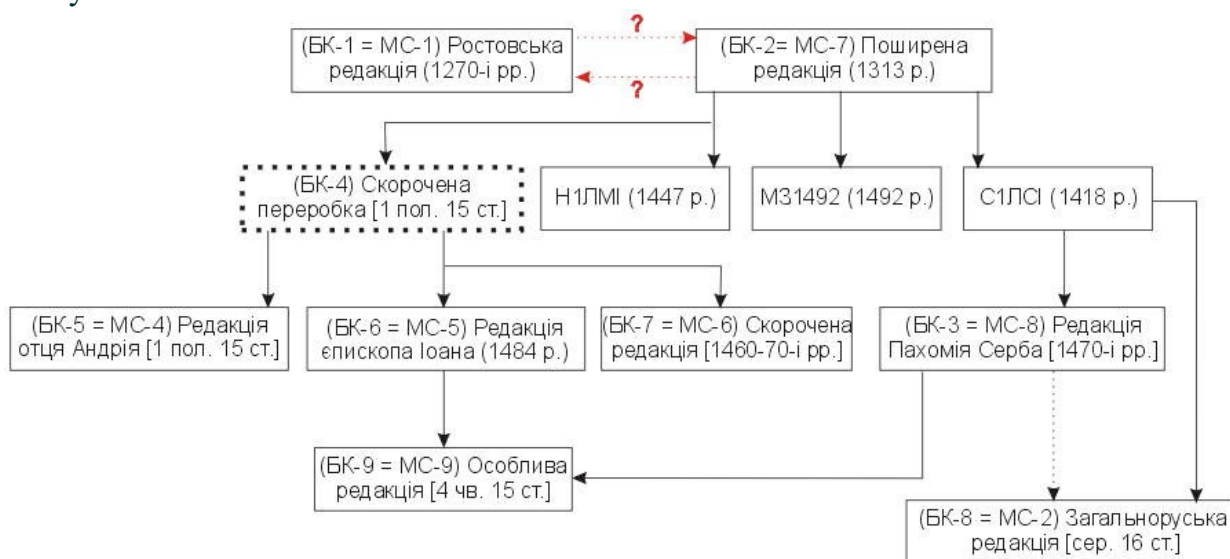 ?
(БК-1 = МС-1) Ростовська
редакція (1270-і рр.)
(БК-2= МС-7) Поширена
редакція (1313 р.)
?
(БК-4) Скорочена
переробка [1 пол. 15 ст.]
Н1ЛМІ (1447 р.)
МЗ1492 (1492 р.)
С1ЛСІ (1418 р.)
(БК-5 = МС-4) Редакція
отця Андрія [1 пол. 15 ст.]
(БК-6 = МС-5) Редакція
єпископа Іоана (1484 р.)
(БК-7 = МС-6) Скорочена
редакція [1460-70-і рр.]
(БК-3 = МС-8) Редакція
Пахомія Серба [1470-і рр.]
(БК-9 = МС-9) Особлива
редакція [4 чв. 15 ст.]
(БК-8 = МС-2) Загальноруська
редакція [сер. 16 ст.]